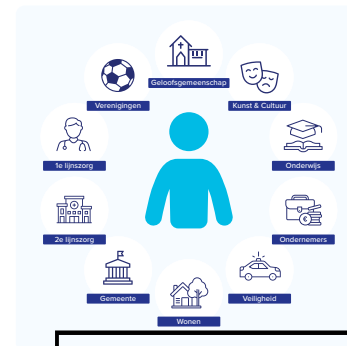 Geloofsgemeenschap
Verenigingen
Kunst & Cultuur
1e lijnszorg
Onderwijs
2e lijnszorg
Ondernemers
Gemeente
Veiligheid
Wonen